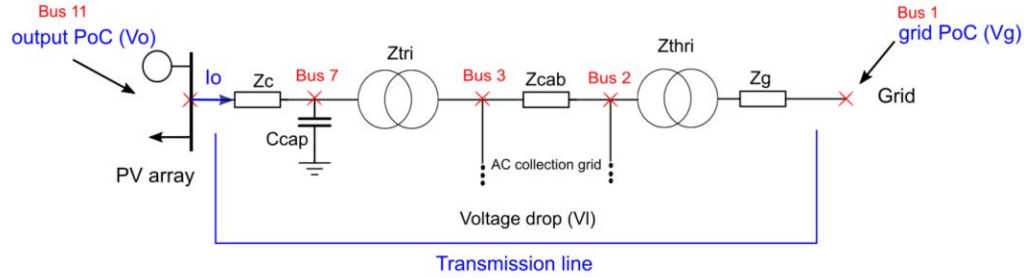 Bus 11
output PoC (Vo)
Io
Zc
Bus 7
Ccap
Ztri
Bus 3
Zcab
Bus 2
Zthri
Zg
Bus 1
grid PoC (Vg)
Grid
PV array
AC collection grid
Voltage drop (Vl)
Transmission line